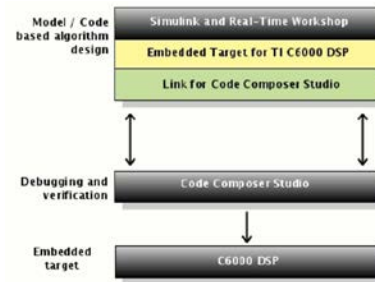 Model / Code
based algorithm
design
Simulink and Real-Time Workshop
Embedded Target for TI C6000 DSP
Link for Code Composer Studio
Debugging and
verification
Code Composer Studio
Embedded
target
C6000 DSP